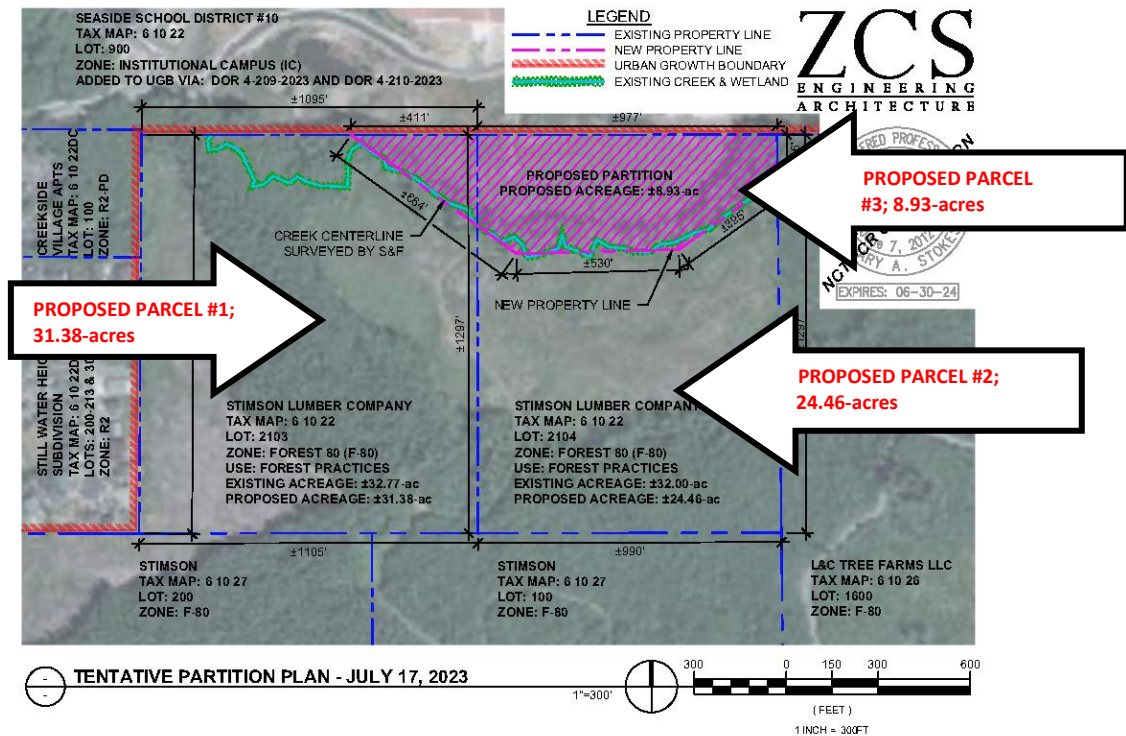 SEASIDE SCHOOL DISTRICT #10
TAX MAP: 6 10 22
LOT: 900
ZONE: INSTITUTIONAL CAMPUS (IC)
ADDED TO UGB VIA: DOR 4-209-2023 AND DOR 4-210-2023
LEGEND
EXISTING PROPERTY LINE
NEW PROPERTY LINE
URBAN GROWTH BOUNDARY
EXISTING CREEK & WETLAND
ZCS
ENGINEERING
ARCHITECTURE
±1095'
±411'
±977'
PROPOSED PARTITION
PROPOSED ACREAGE: ±8.93-ac
PROPOSED PARCEL
#3; 8.93-acres
7, 2012
ARY A. STOKES
EXPIRES: 06-30-24
CREEKSIDE
VILLAGE APTS
TAX MAP: 6 10 22DC
LOT: 100
ZONE: R2-PD
±664'
CREEK CENTERLINE
SURVEYED BY S&F
±530'
±395'
NEW PROPERTY LINE
PROPOSED PARCEL #1;
31.38-acres
±1297'
PROPOSED PARCEL #2;
24.46-acres
SUBDIVISION
ZONE: R2
STIMSON LUMBER COMPANY
TAX MAP: 6 10 22
LOT: 2103
ZONE: FOREST 80 (F-80)
USE: FOREST PRACTICES
EXISTING ACREAGE: ±32.77-ac
PROPOSED ACREAGE: ±31.38-ac
STIMSON LUMBER COMPANY
TAX MAP: 6 10 22
LOT: 2104
ZONE: FOREST 80 (F-80)
USE: FOREST PRACTICES
EXISTING ACREAGE: ±32.00-ac
PROPOSED ACREAGE: ±24.46-ac
±1105'
±990'
STIMSON
TAX MAP: 6 10 27
LOT: 200
ZONE: F-80
STIMSON
TAX MAP: 6 10 27
LOT: 100
ZONE: F-80
L&C TREE FARMS LLC
TAX MAP: 6 10 26
LOT: 1600
ZONE: F-80
TENTATIVE PARTITION PLAN - JULY 17, 2023
1"=300'
300 0 150 300 600
( FEET )
1 INCH = 300FT